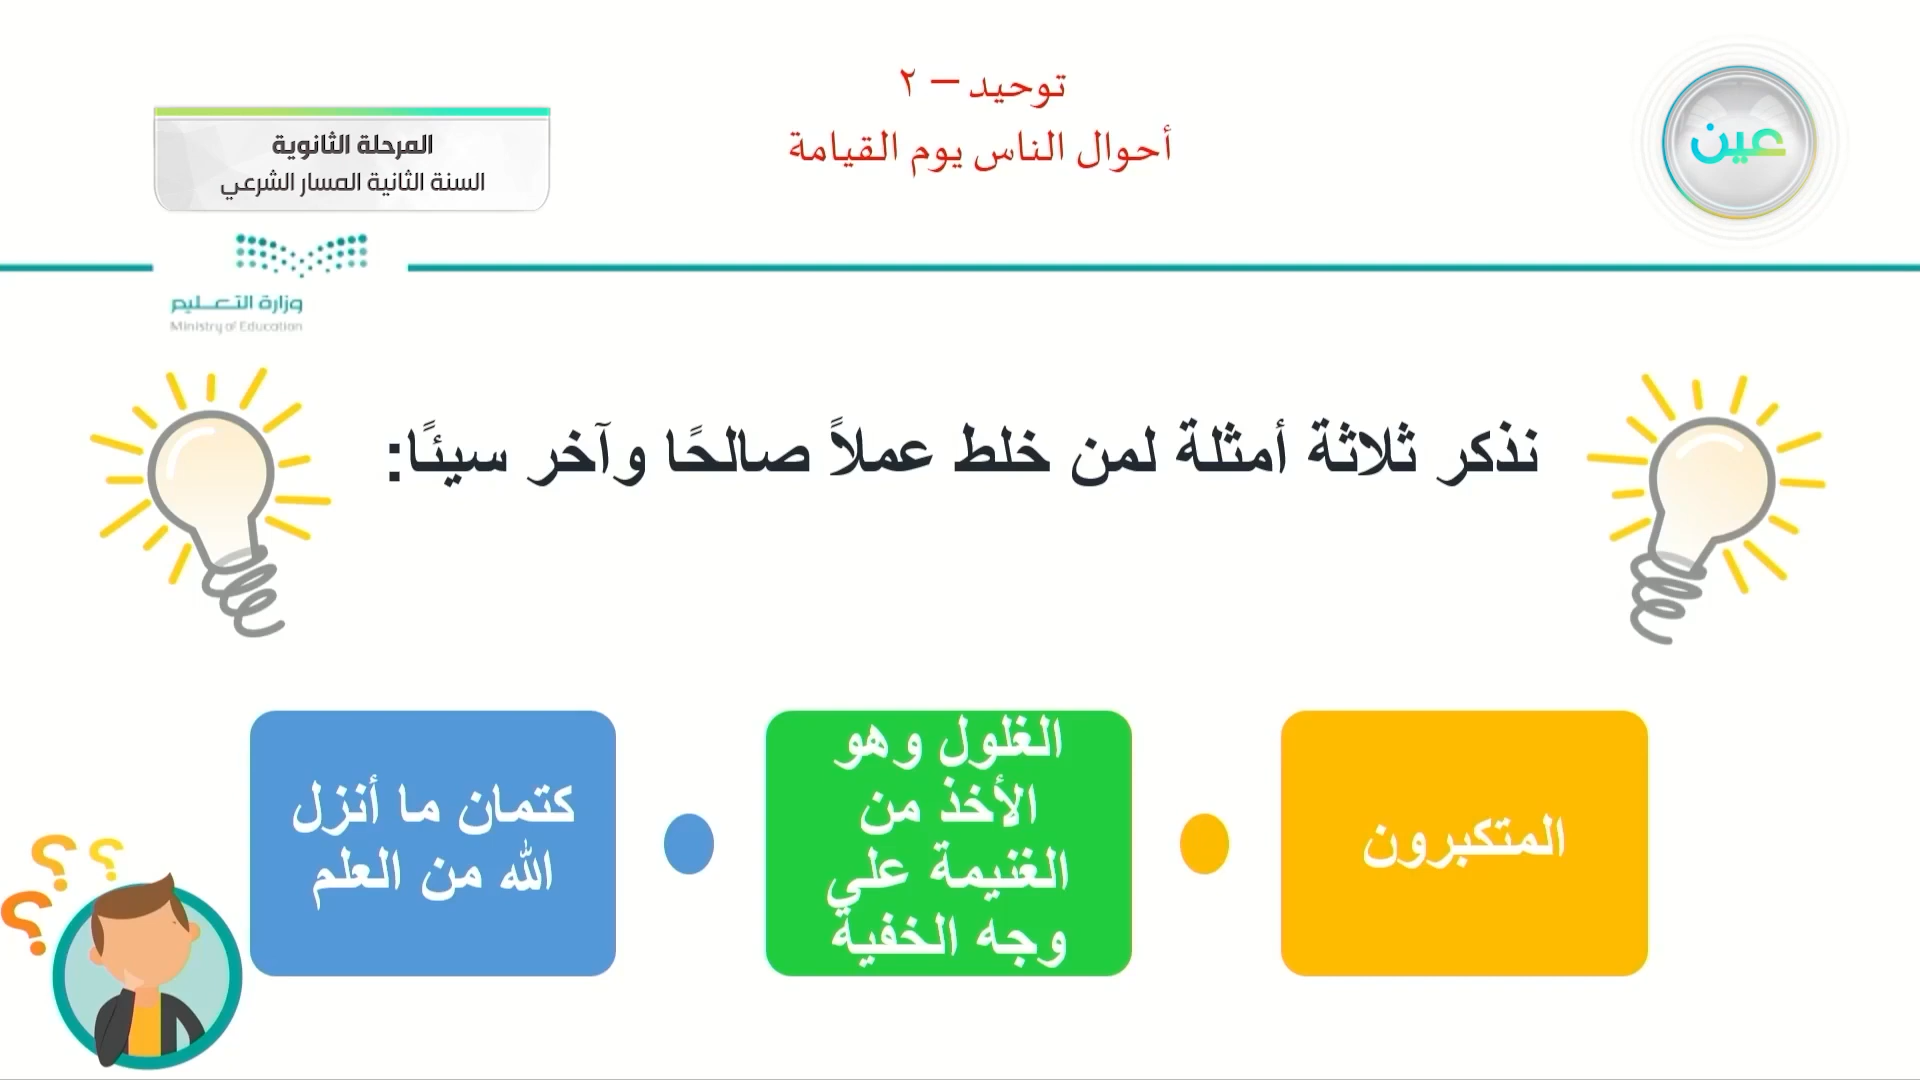 توحيد – ٢
أحوال الناس يوم القيامة
عين
المرحلة الثانوية
السنة الثانية المسار الشرعي
وزارة التعليم
Ministry of Education
نذكر ثلاثة أمثلة لمن خلط عملاً صالحًا وآخر سيئًا:
المتكبرون
الغلول وهو
الأخذ من
الغنيمة علي
وجه الخفية
كتمان ما أنزل
الله من العلم
؟
؟
؟